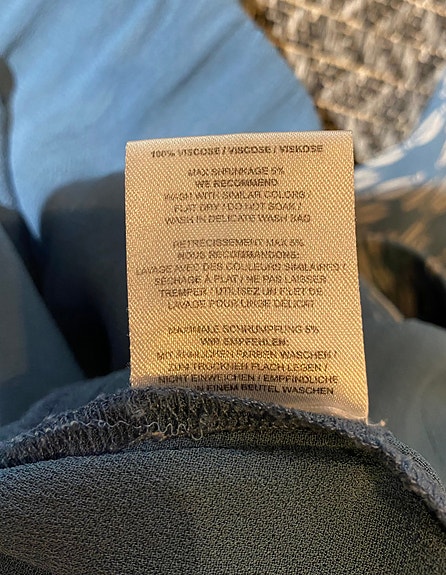 100% VISCOSE / VISCOSE / VISKOSE
MAX SHRINKAGE 5%
WE RECOMMEND
WASH WITH SIMILAR COLORS /
FLAT DRY / DO NOT SOAK /
WASH IN DELICATE WASH BAG
RETRECISSEMENT MAX 5%
NOUS RECOMMANDONS:
LAVAGE AVEC DES COULEURS SIMILAIRES /
SÉCHAGE À PLAT / NE PAS LAISSER
TREMPER / UTILISEZ UN FILET DE
LAVAGE POUR LINGE DÉLICAT
MAXIMALE SCHRUMPFUNG 5%
WIR EMPFEHLEN:
MIT ÄHNLICHEN FARBEN WASCHEN /
ZUM TROCKNEN FLACH LEGEN /
NICHT EINWEICHEN / EMPFINDLICHE
IN EINEM BEUTEL WASCHEN